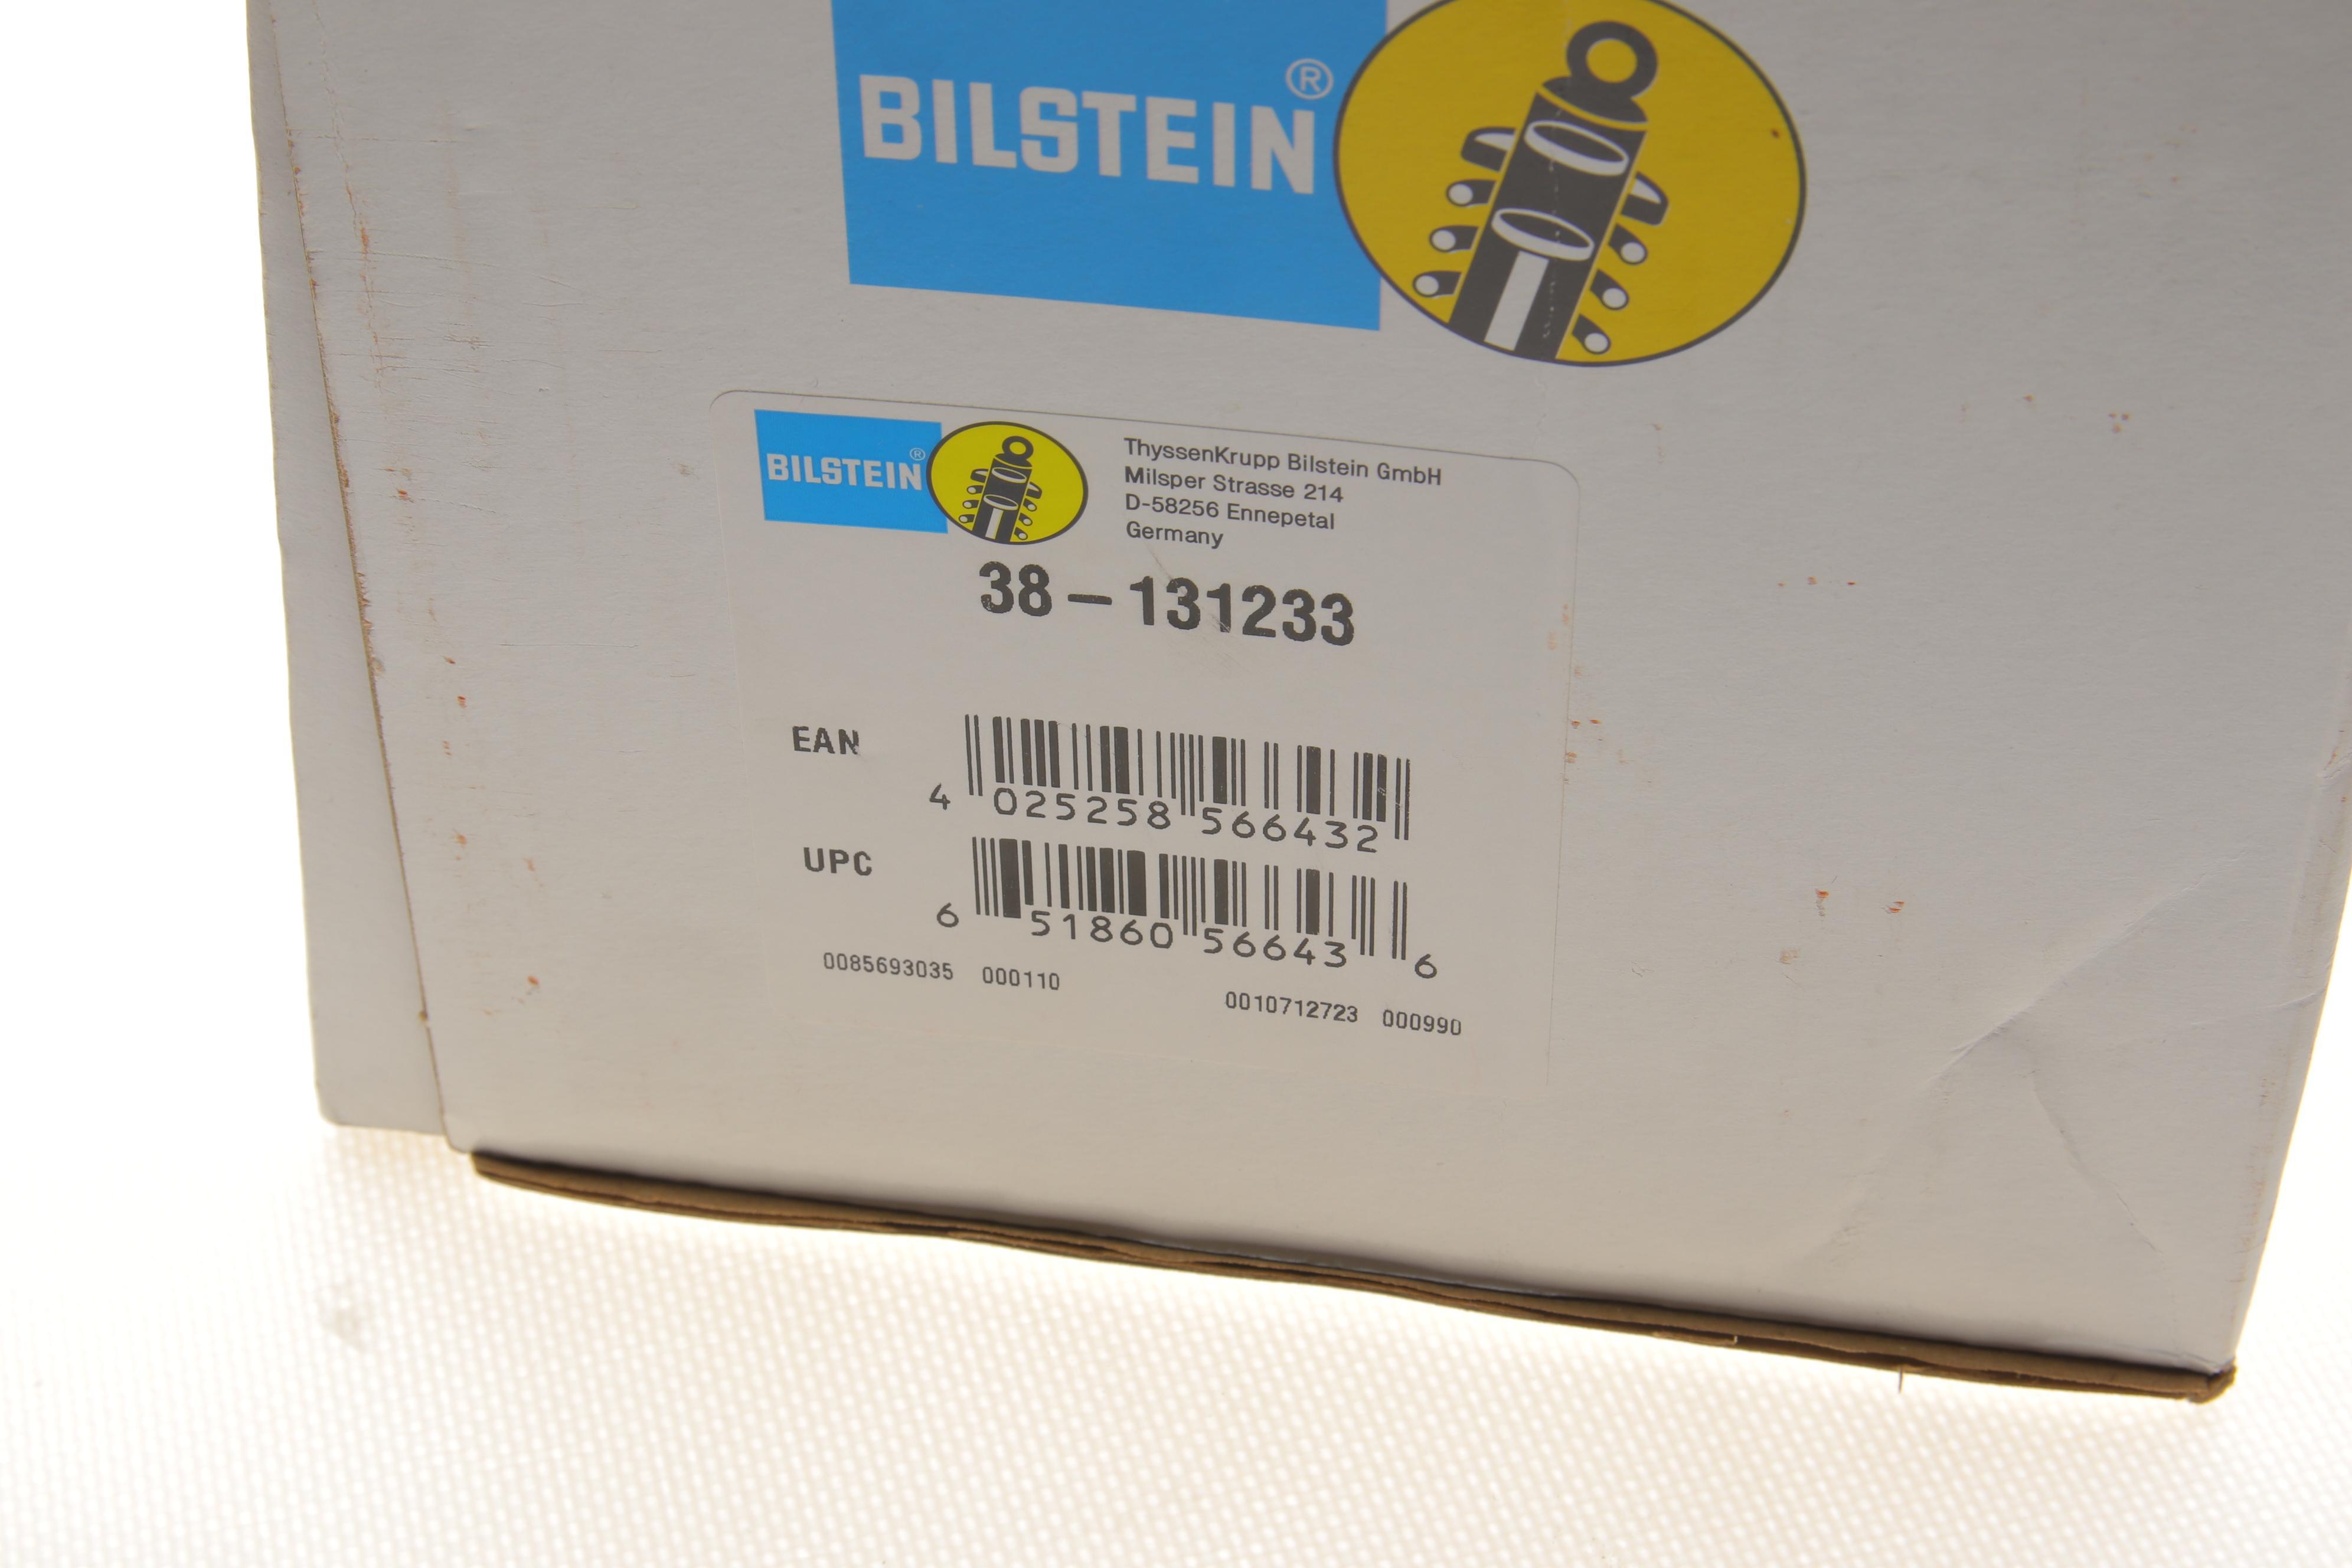 BILSTEIN®
BILSTEIN®
ThyssenKrupp Bilstein GmbH
Milsper Strasse 214
D-58256 Ennepetal
Germany
38-131233
EAN
4 025258 566432
UPC
6 51860 56643 6
0085693035 000110
0010712723 000990